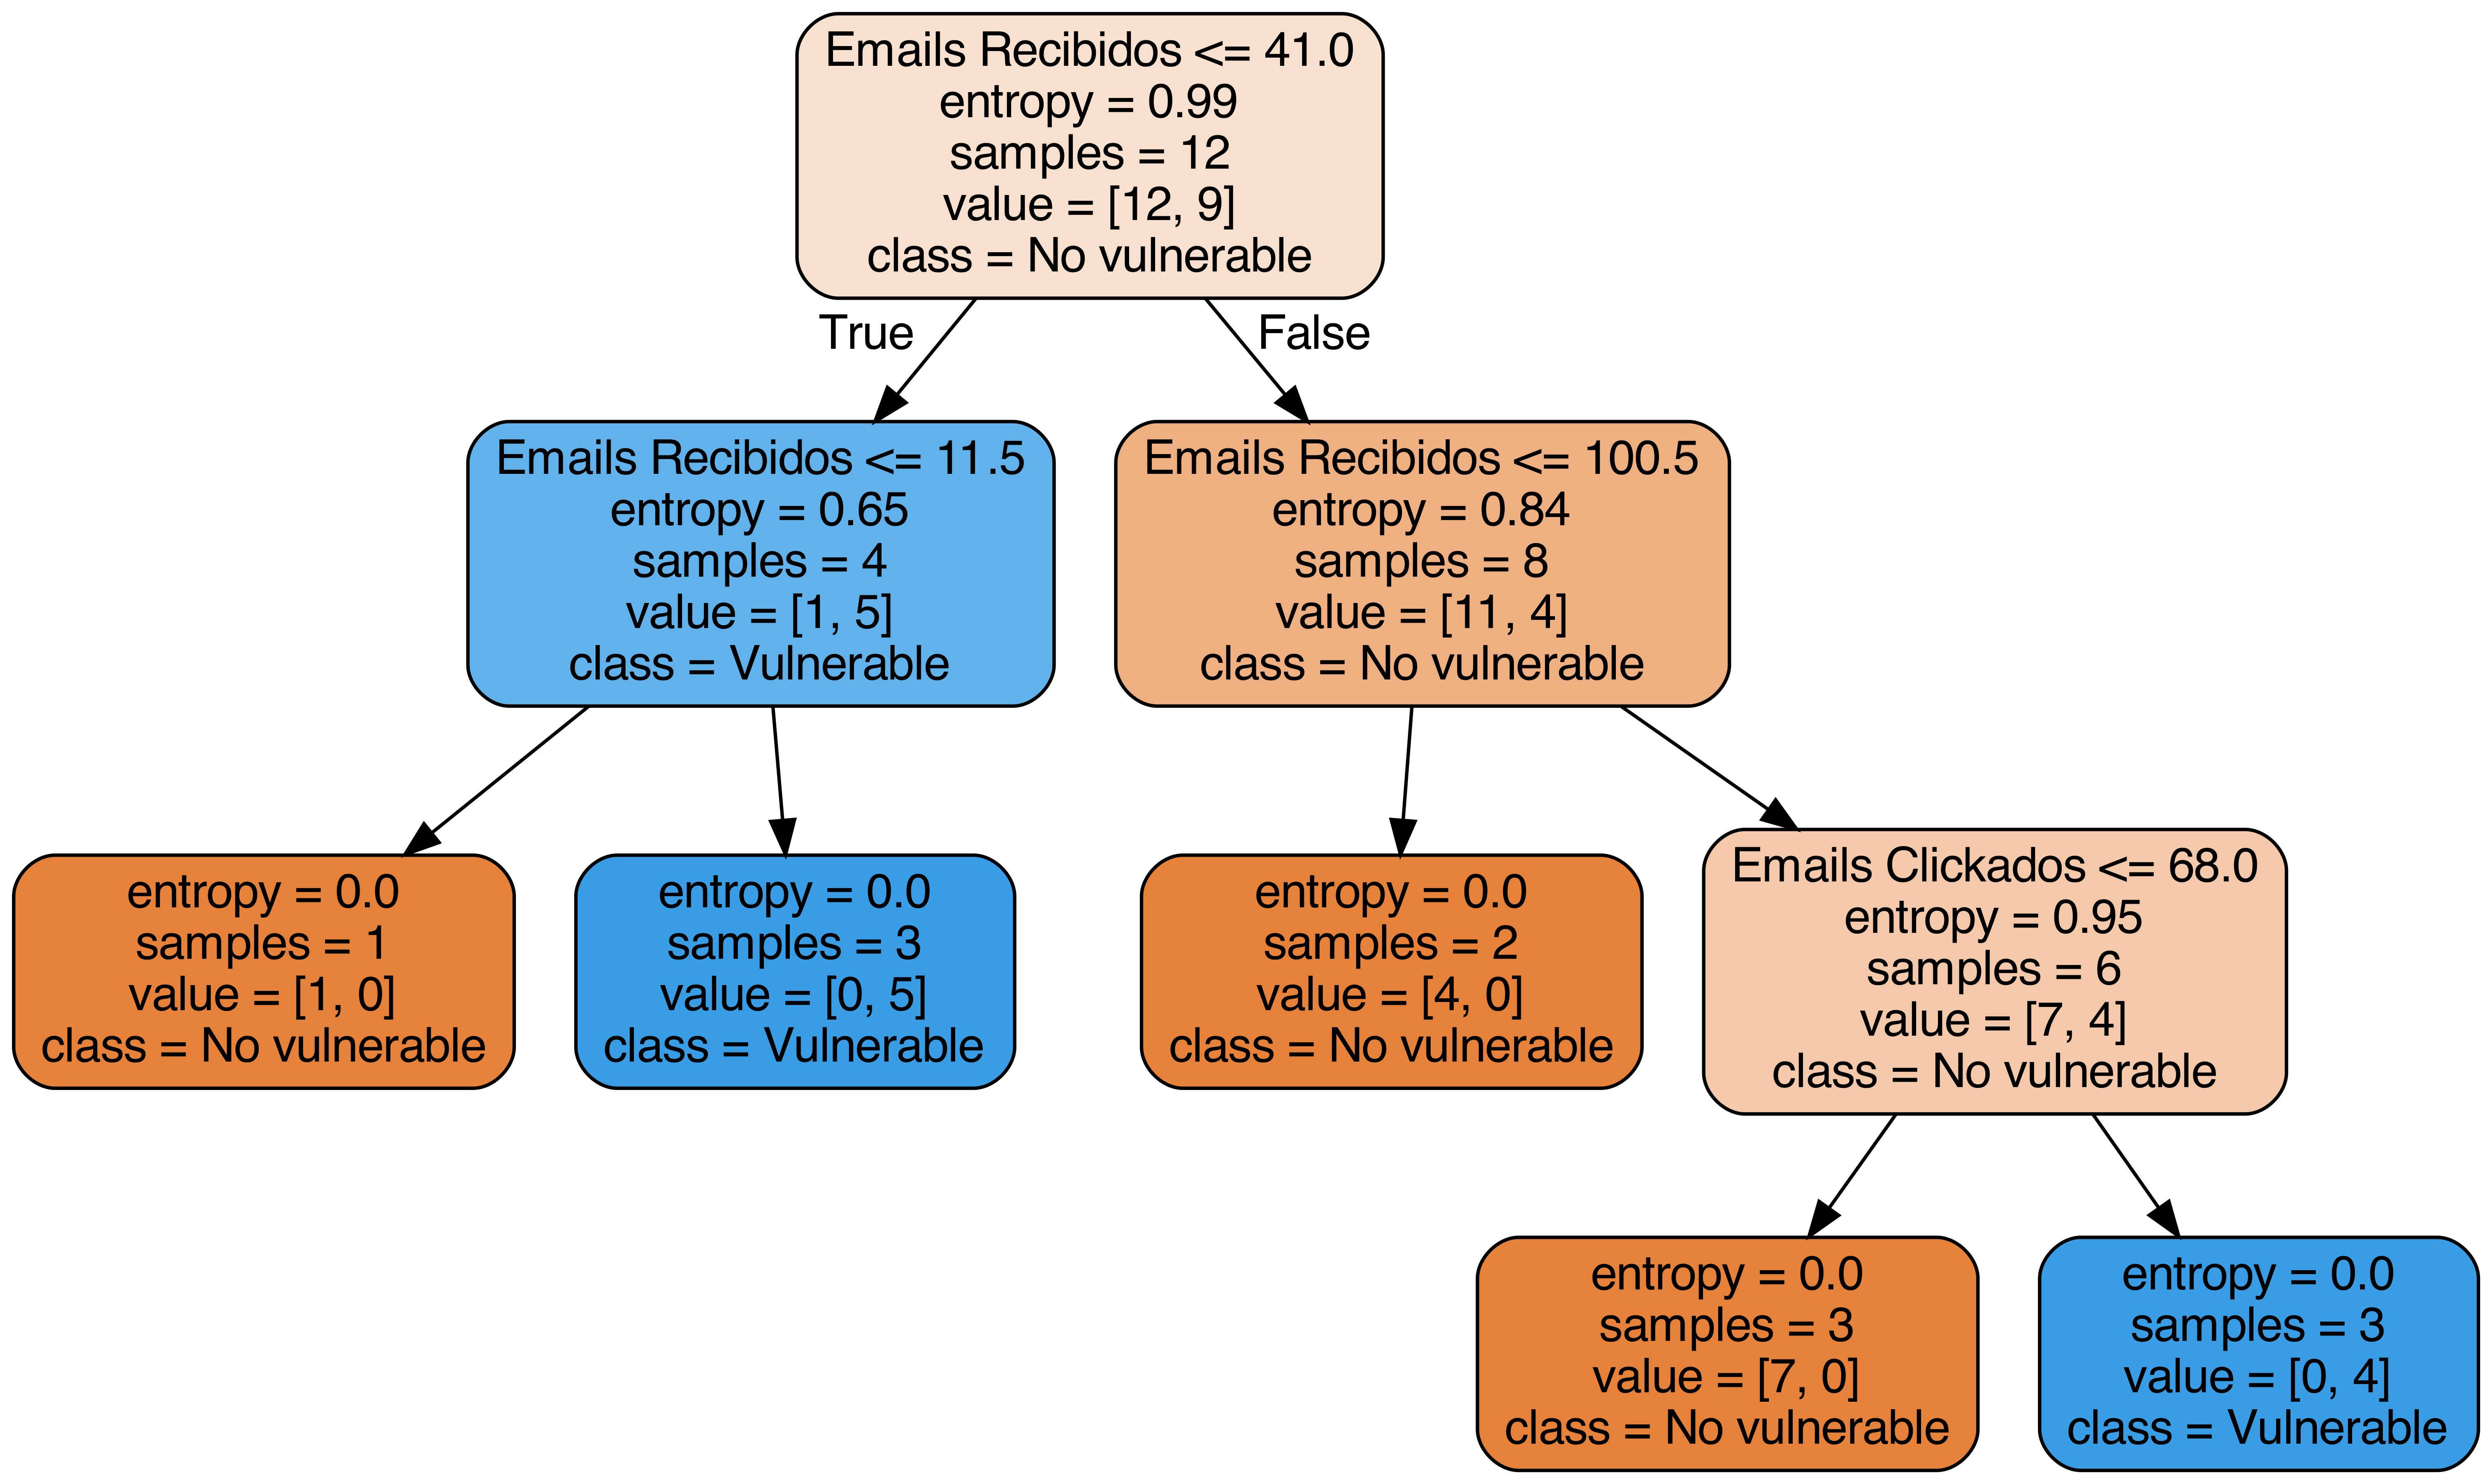 Emails Recibidos <= 41.0
entropy = 0.99
samples = 12
value = [12, 9]
class = No vulnerable
True
False
Emails Recibidos <= 11.5
entropy = 0.65
samples = 4
value = [1, 5]
class = Vulnerable
Emails Recibidos <= 100.5
entropy = 0.84
samples = 8
value = [11, 4]
class = No vulnerable
entropy = 0.0
samples = 1
value = [1, 0]
class = No vulnerable
entropy = 0.0
samples = 3
value = [0, 5]
class = Vulnerable
entropy = 0.0
samples = 2
value = [4, 0]
class = No vulnerable
Emails Clickados <= 68.0
entropy = 0.95
samples = 6
value = [7, 4]
class = No vulnerable
entropy = 0.0
samples = 3
value = [7, 0]
class = No vulnerable
entropy = 0.0
samples = 3
value = [0, 4]
class = Vulnerable